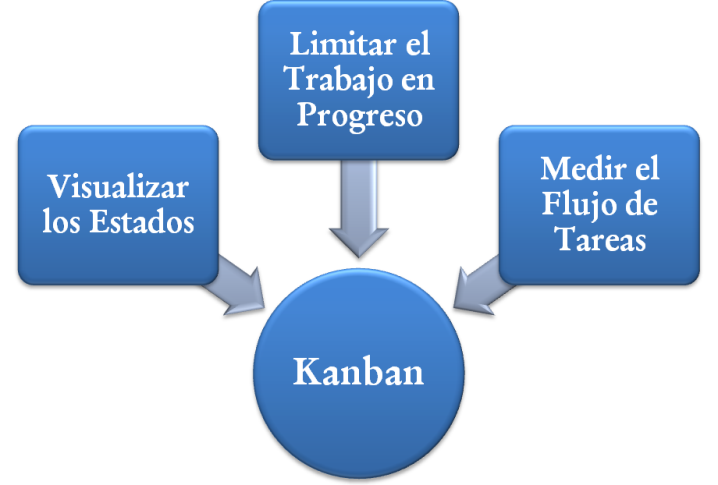 Limitar el
Trabajo en
Progreso
Visualizar
los Estados
Medir el
Flujo de
Tareas
Kanban